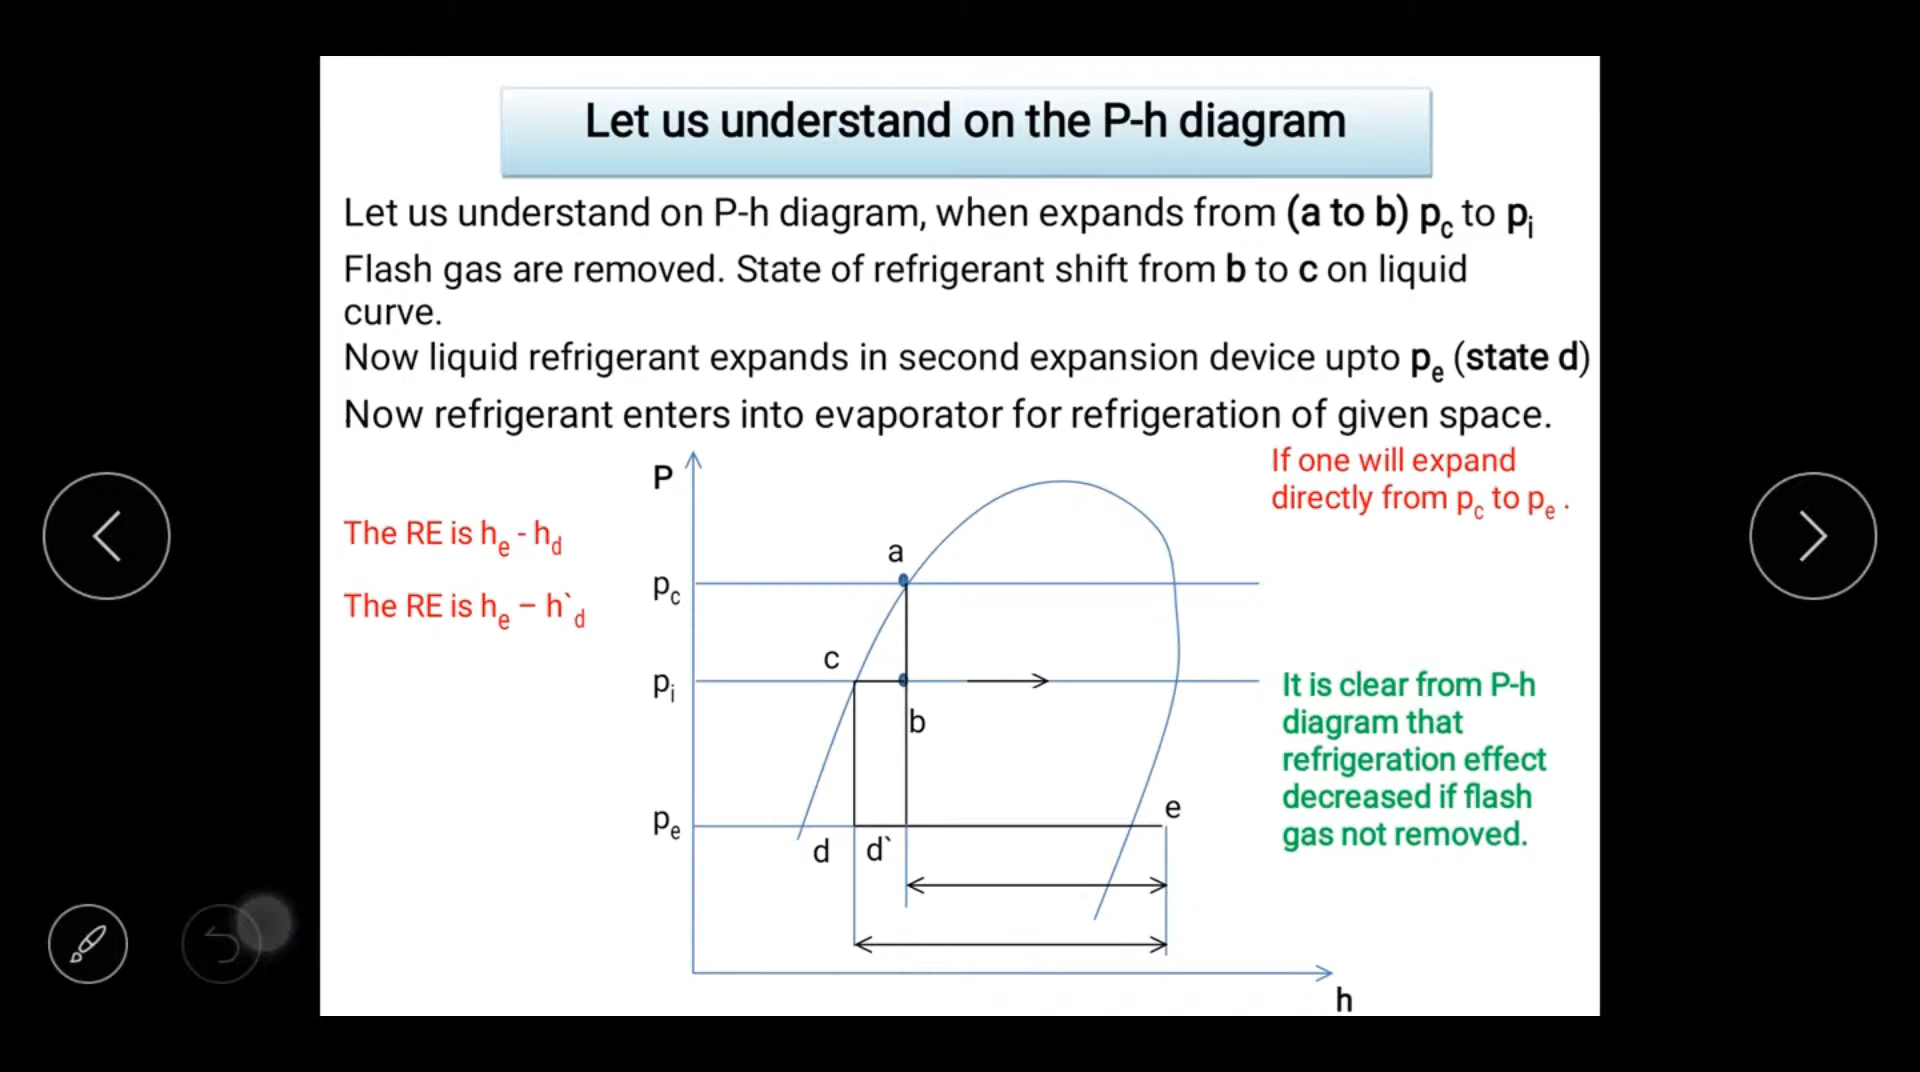 Let us understand on the P-h diagram
Let us understand on P-h diagram, when expands from (a to b) pc to pi
Flash gas are removed. State of refrigerant shift from b to c on liquid
curve.
Now liquid refrigerant expands in second expansion device upto pe (state d)
Now refrigerant enters into evaporator for refrigeration of given space.
If one will expand
directly from pc to pe .
The RE is he - hd
The RE is he – h`d
P
a
pc
c
pi
b
It is clear from P-h
diagram that
refrigeration effect
decreased if flash
gas not removed.
e
pe
d
d`
h